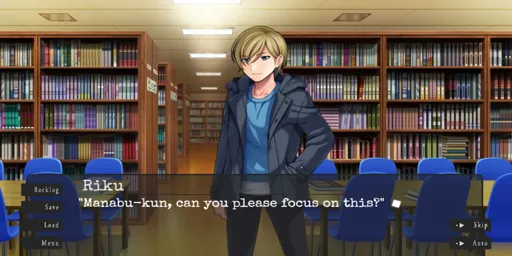 Riku
"Manabu-kun, can you please focus on this?"
Backlog
Save
Load
Menu
Skip
Auto